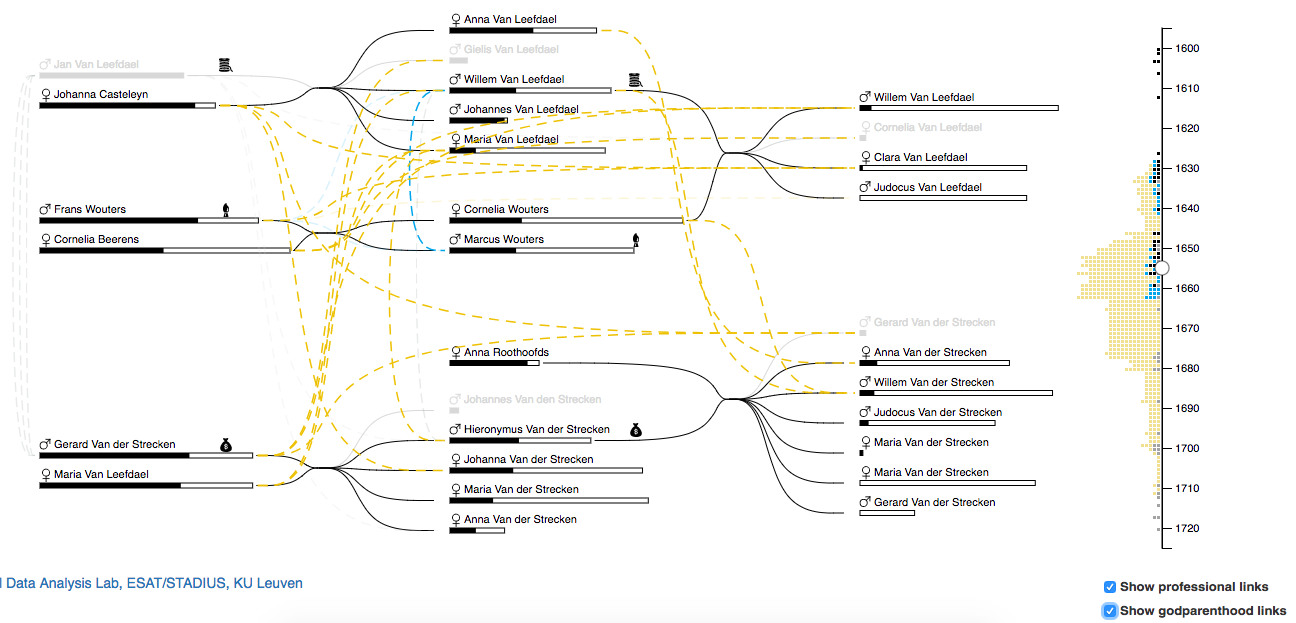 ♀ Anna Van Leefdael
♂ Gielis Van Leefdael
♂ Jan Van Leefdael
♂ Willem Van Leefdael
♀ Johanna Casteleyn
♂ Johannes Van Leefdael
♀ Maria Van Leefdael
♂ Willem Van Leefdael
♀ Cornelia Van Leefdael
♀ Clara Van Leefdael
♂ Judocus Van Leefdael
♂ Frans Wouters
♀ Cornelia Wouters
♀ Cornelia Beerens
♂ Marcus Wouters
♂ Gerard Van der Strecken
♀ Anna Roothoofds
♀ Anna Van der Strecken
♂ Willem Van der Strecken
♂ Johannes Van den Strecken
♂ Judocus Van der Strecken
♂ Hieronymus Van der Strecken
♂ Gerard Van der Strecken
♀ Maria Van der Strecken
♀ Johanna Van der Strecken
♀ Maria Van Leefdael
♀ Maria Van der Strecken
♀ Maria Van der Strecken
♂ Gerard Van der Strecken
♀ Anna Van der Strecken
1600
1610
1620
1630
1640
1650
1660
1670
1680
1690
1700
1710
1720
l Data Analysis Lab, ESAT/STADIUS, KU Leuven
Show professional links
Show godparenthood links